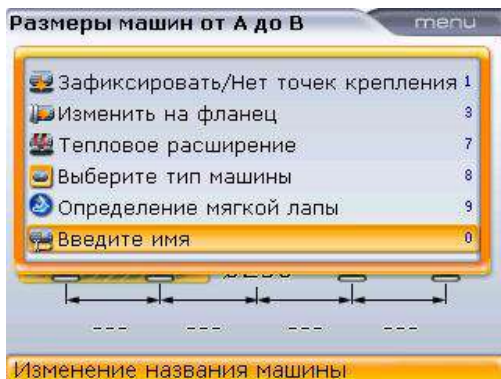 Размеры машин от А до В menu
Зафиксировать/Нет точек крепления 1
Изменить на фланец 3
Тепловое расширение 7
Выберите тип машины 8
Определение мягкой лапы 9
Введите имя 0
--- --- --- ---
Изменение названия машины